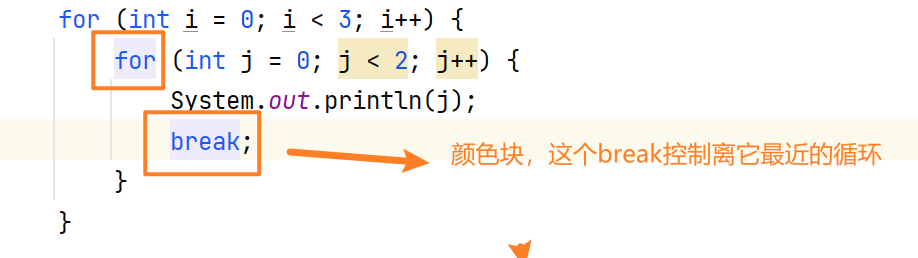 for (int i = 0; i < 3; i++) {
for (int j = 0; j < 2; j++) {
System.out.println(j);
break;
颜色块，这个break控制离它最近的循环
}
}